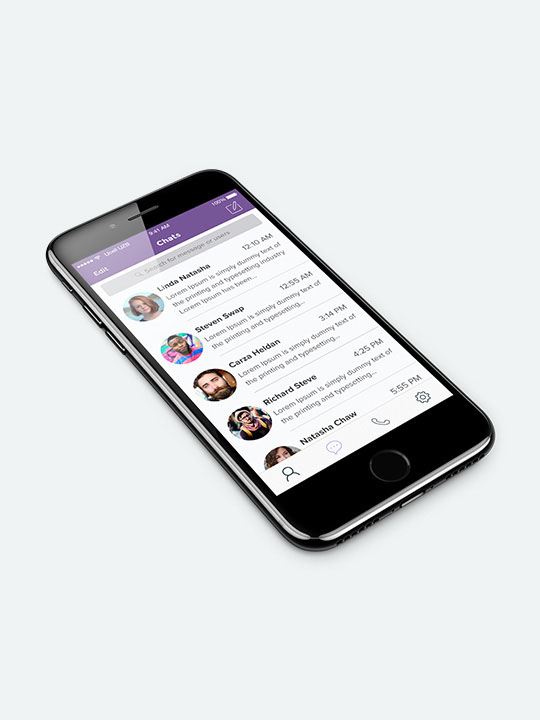 9:41 AM
100%
Edit
Chats
Search for message or users
Linda Natasha
12:10 AM
Lorem Ipsum is simply dummy text of
the printing and typesetting industry
Lorem Ipsum has been...
Steven Swap
12:55 AM
Lorem Ipsum is simply dummy text of
the printing and typesetting...
Carza Heldan
3:14 PM
Lorem Ipsum is simply dummy text of
the printing and typesetting...
Richard Steve
4:25 PM
Lorem Ipsum is simply dummy text of
the printing and typesetting...
Natasha Chaw
5:55 PM